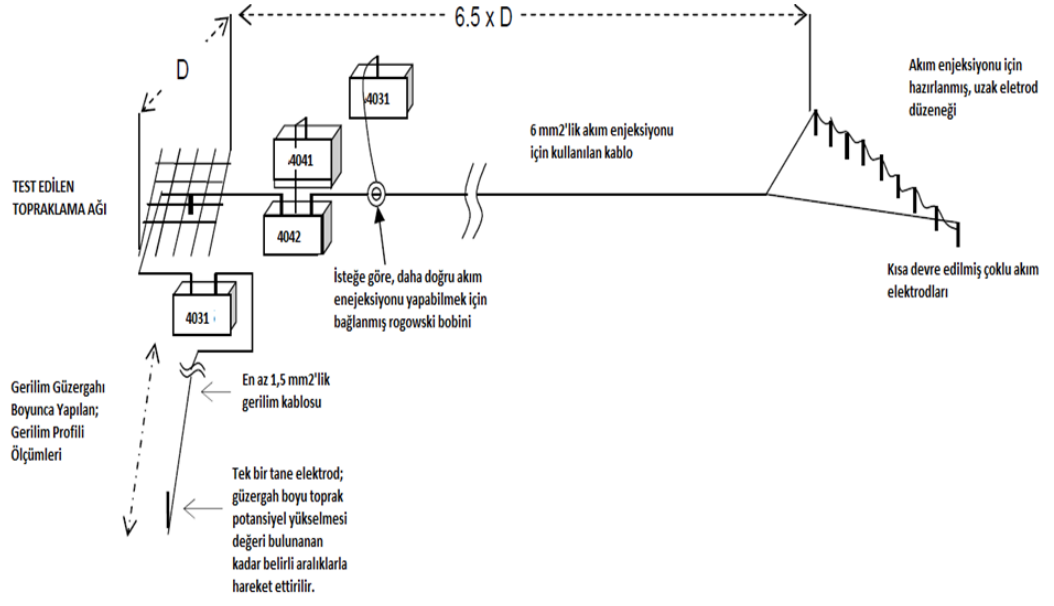 6.5 x D
D
Akım enjeksiyonu için
hazırlanmış, uzak eletrod
düzeneği
4031
6 mm2'lik akım enjeksiyonu
için kullanılan kablo
4041
TEST EDİLEN
TOPRAKLAMA AĞI
4042
Kısa devre edilmiş çoklu akım
elektrodları
İsteğe göre, daha doğru akım
enejeksiyonu yapabilmek için
bağlanmış rogowski bobini
4031
Gerilim Güzergahı
Boyunca Yapılan;
Gerilim Profili
Ölçümleri
En az 1,5 mm2'lik
gerilim kablosu
Tek bir tane elektrod;
güzergah boyu toprak
potansiyel yükselmesi
değeri bulunanan
kadar belirli aralıklarla
hareket ettirilir.